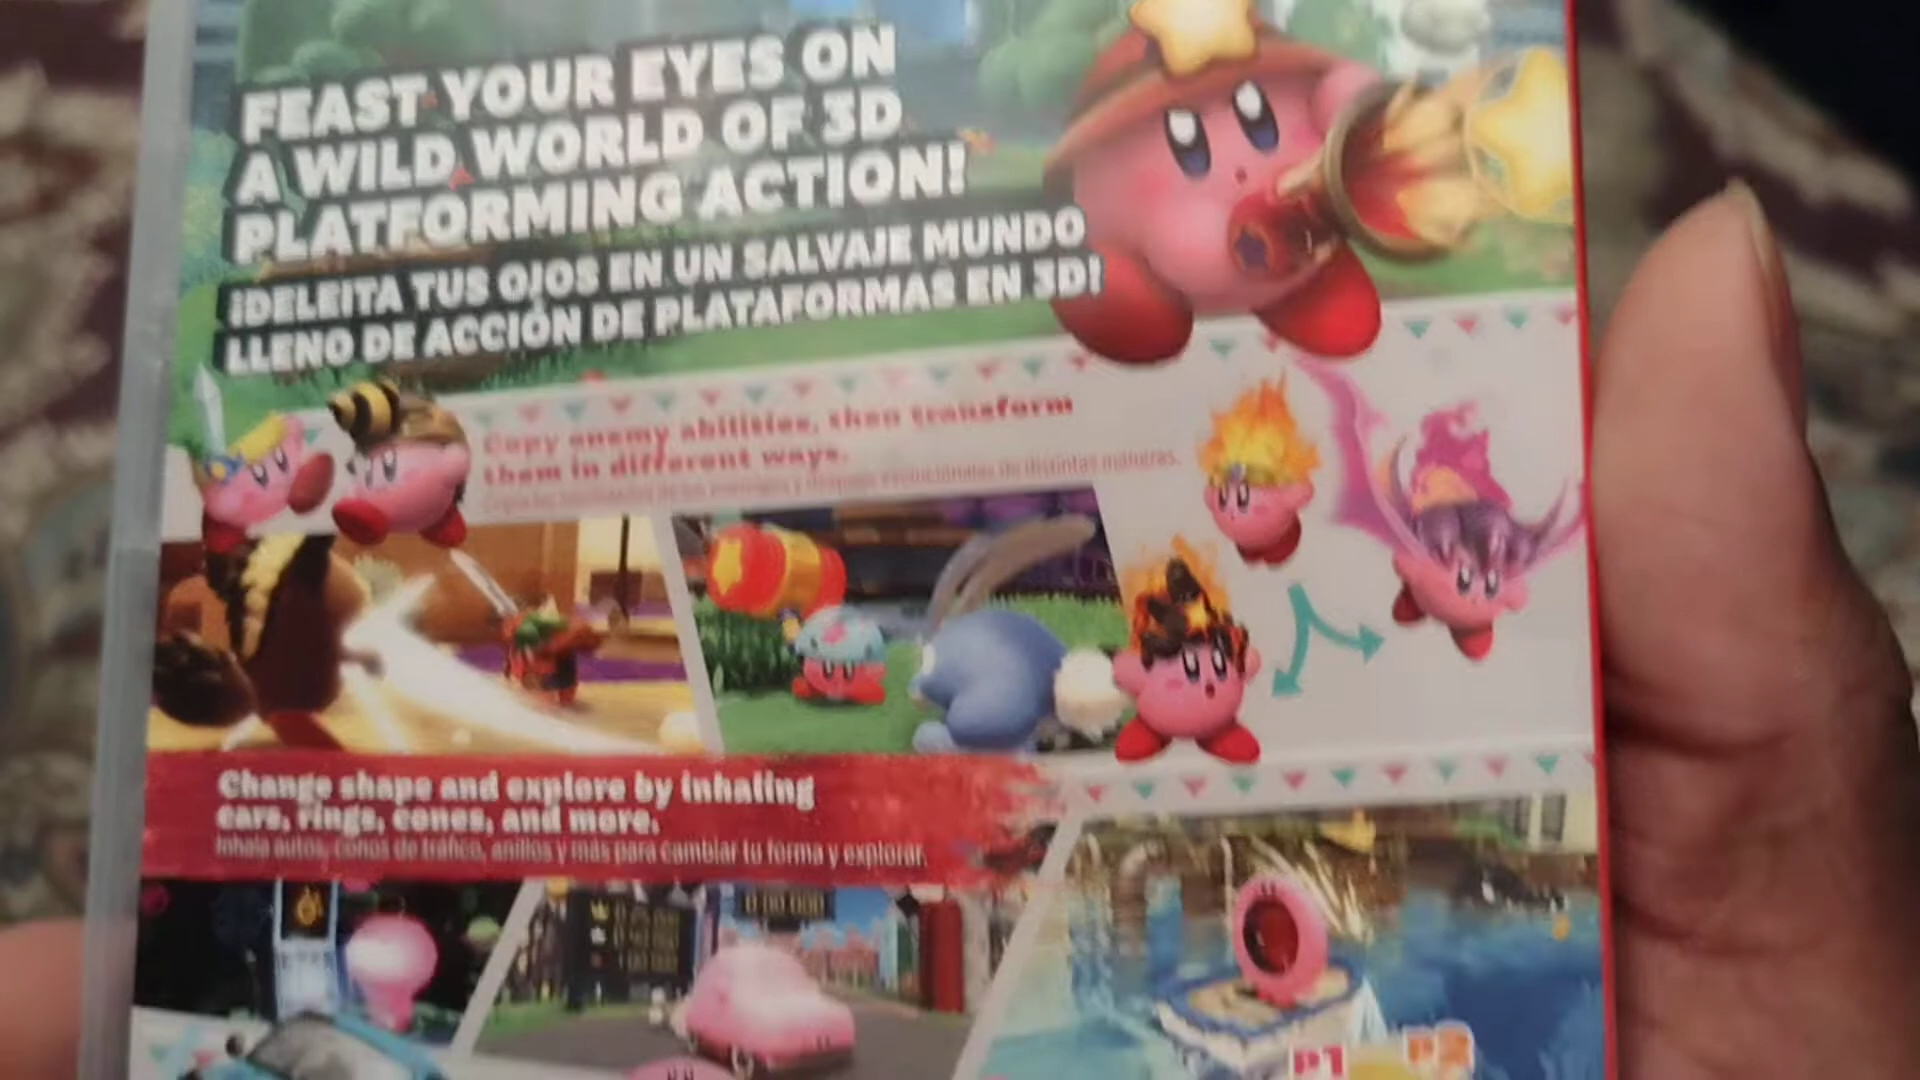 FEAST YOUR EYES ON
A WILD WORLD OF 3D
PLATFORMING ACTION!
¡DELEITA TUS OJOS EN UN SALVAJE MUNDO
LLENO DE ACCIÓN DE PLATAFORMAS EN 3D!
Copy enemy abilities, then transform
them in different ways.
Change shape and explore by inhaling
cars, rings, cones, and more.
Inhala autos, conos de tráfico, anillos y más para cambiar tu forma y explorar.
P1
P2